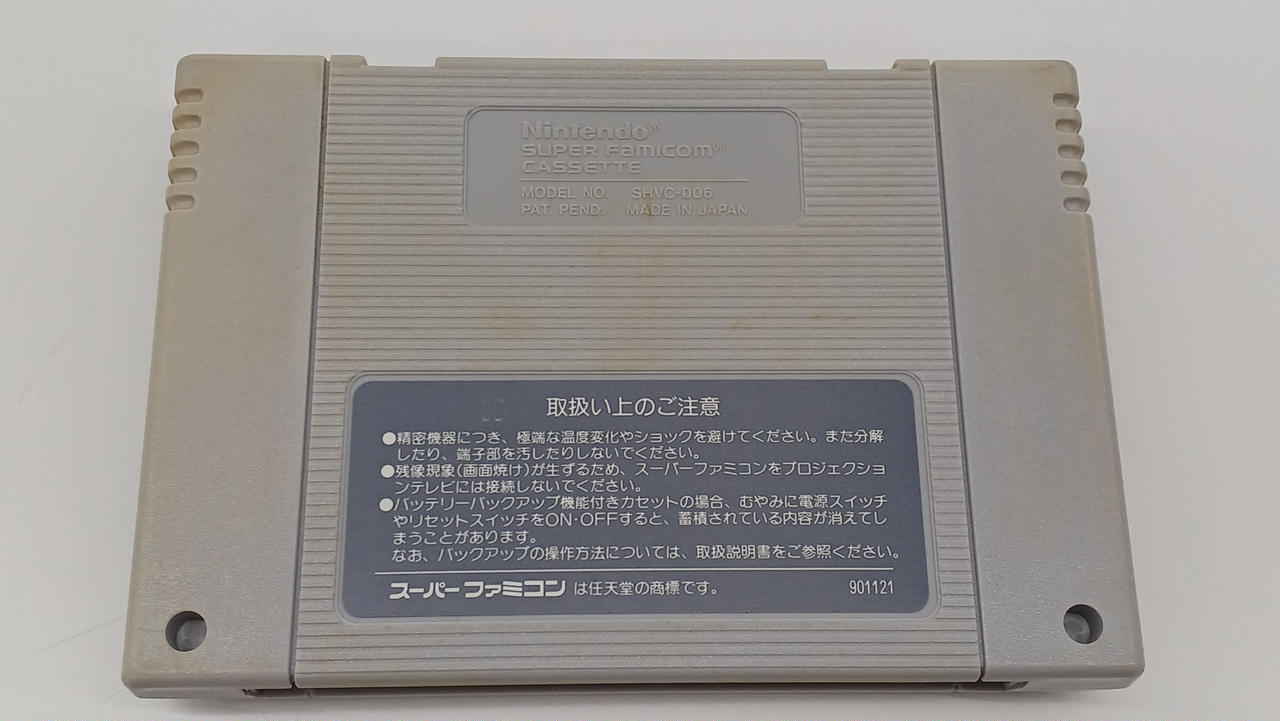 Nintendo®
SUPER FAMICOM®
CASSETTE
MODEL NO. SHVC-006
PAT. PEND. MADE IN JAPAN
取扱い上のご注意
●精密機器につき、極端な温度変化やショックを避けてください。また分解
したり、端子部を汚したりしないでください。
●残像現象(画面焼け)が生ずるため、スーパーファミコンをプロジェクショ
ンテレビには接続しないでください。
●バッテリーバックアップ機能付きカセットの場合、むやみに電源スイッチ
やリセットスイッチをON・OFFすると、蓄積されている内容が消えてし
まうことがあります。
なお、バックアップの操作方法については、取扱説明書をご参照ください。
スーパーファミコン は任天堂の商標です。 901121